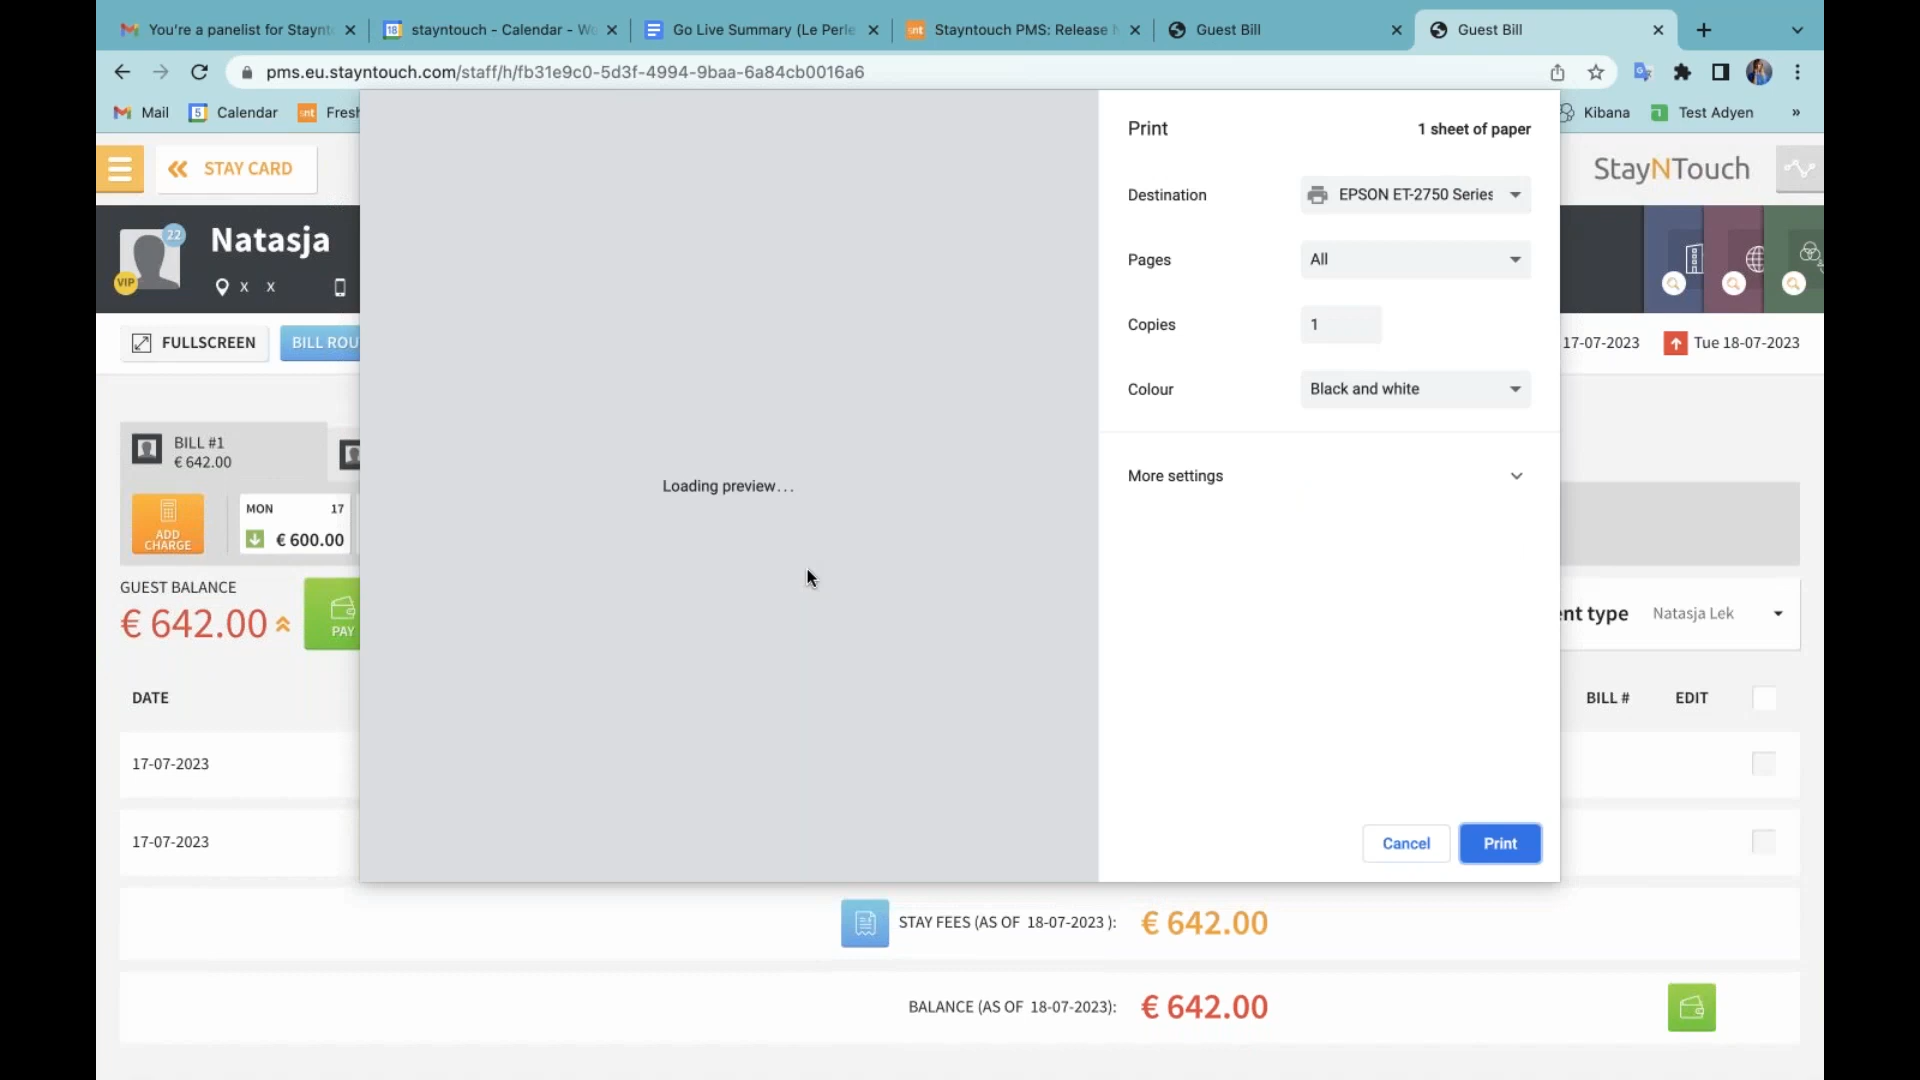 You're a panelist for Staynt
stayntouch - Calendar - Wo
Go Live Summary (Le Perle
snt Stayntouch PMS: Release N
Guest Bill
Guest Bill
pms.eu.stayntouch.com/staff/h/fb31e9c0-5d3f-4994-9baa-6a84cb0016a6
Mail
5 Calendar
snt Fresh
Kibana
Test Adyen
»
STAY CARD
StayNTouch
22
VIP
Natasja
x x
FULLSCREEN
BILL ROU
17-07-2023
Tue 18-07-2023
BILL #1
€ 642.00
ADD
CHARGE
MON 17
€ 600.00
GUEST BALANCE
€ 642.00
PAY
nt type
Natasja Lek
DATE
BILL #
EDIT
17-07-2023
17-07-2023
STAY FEES (AS OF 18-07-2023 ):
€ 642.00
BALANCE (AS OF 18-07-2023):
€ 642.00
Loading preview...
Print
1 sheet of paper
Destination
EPSON ET-2750 Series
Pages
All
Copies
1
Colour
Black and white
More settings
Cancel
Print